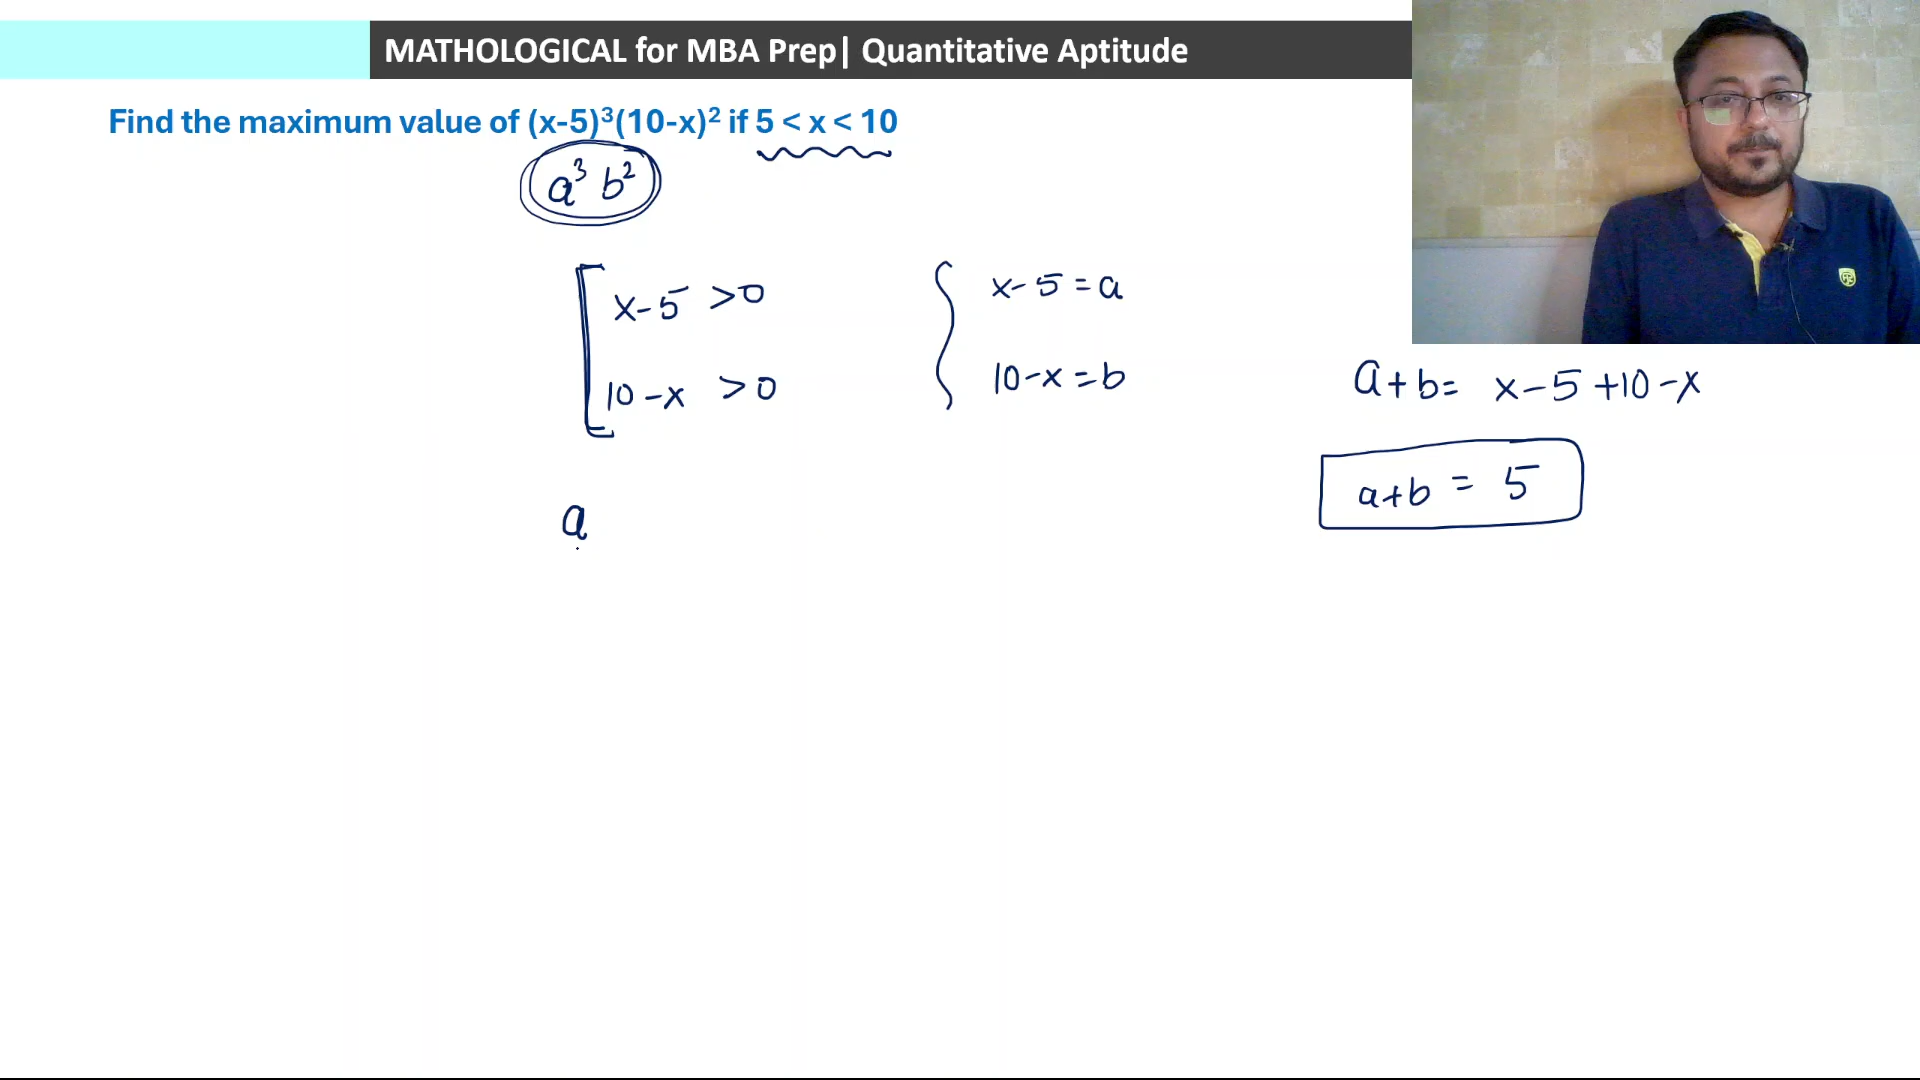 MATHOLOGICAL for MBA Prep| Quantitative Aptitude
Find the maximum value of (x-5)³(10-x)² if 5 < x < 10
a³ b²
x-5 >0
x-5 = a
10-x >0
10-x = b
a+b= x-5+10-x
a+b = 5
a